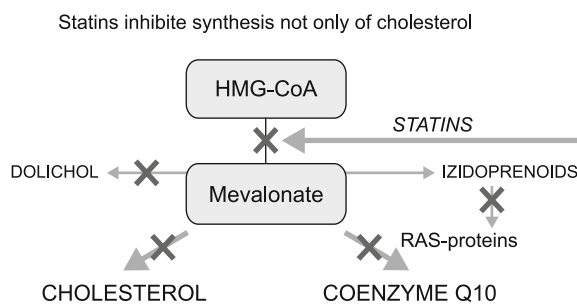 Statins inhibite synthesis not only of cholesterol
HMG-CoA
STATINS
DOLICHOL
Mevalonate
IZIDOPRENOIDS
RAS-proteins
CHOLESTEROL
COENZYME Q10